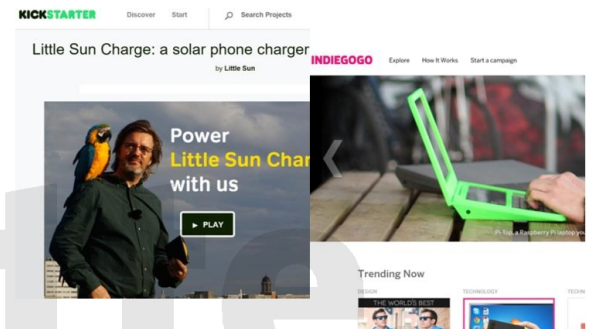 KICKSTARTER
Discover Start Search Projects
Little Sun Charge: a solar phone charger
by Little Sun
Power
Little Sun Char
with us
PLAY
INDIEGOGO
Explore How It Works Start a campaign
Pi-Top, a Raspberry Pi laptop you
Trending Now
DESIGN TECHNOLOGY TECHN
THE WORLD'S BEST